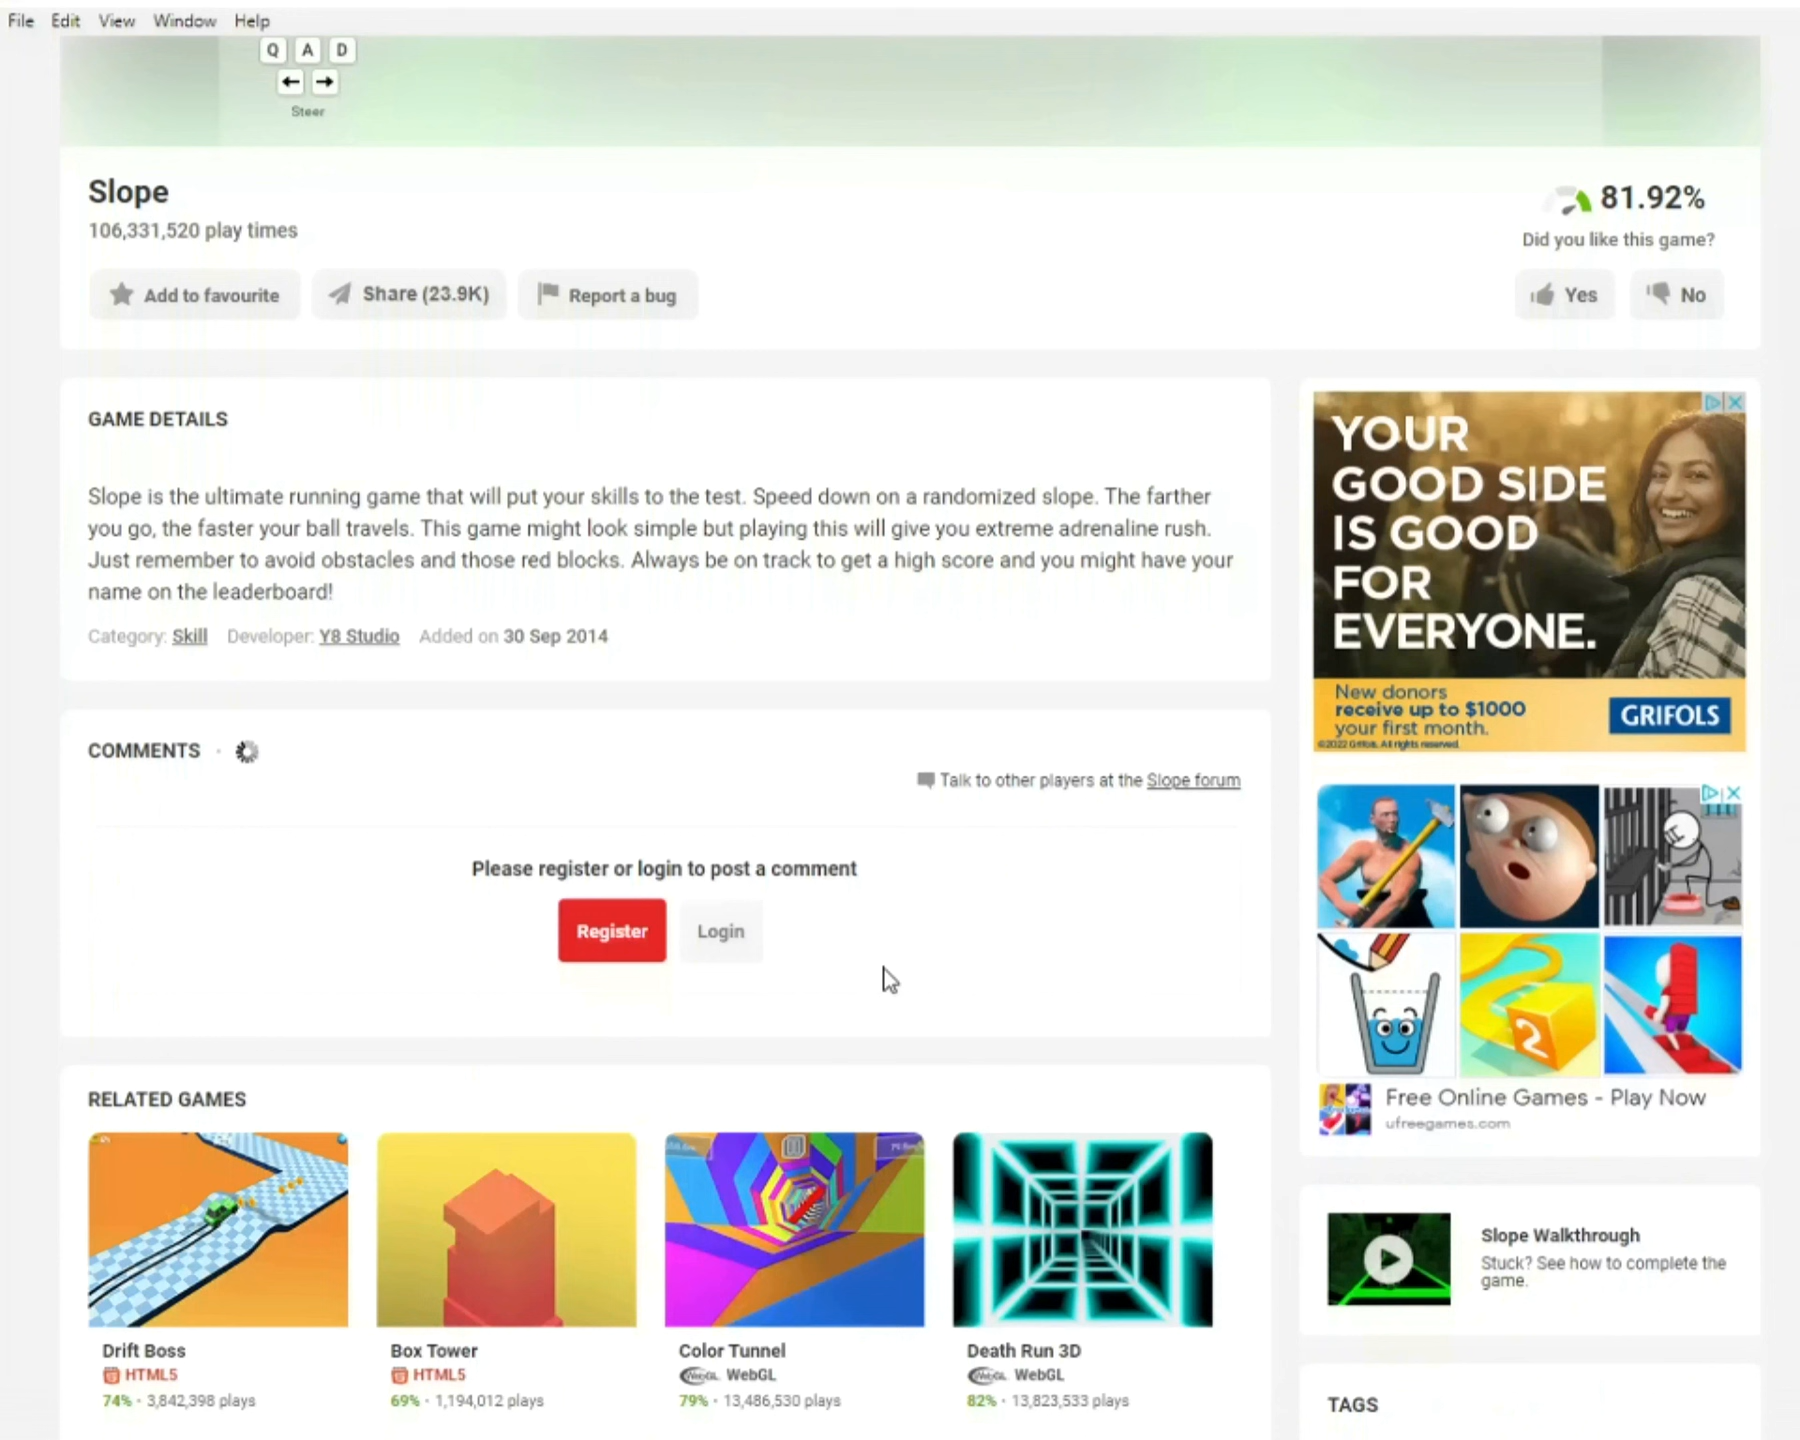 File Edit View Window Help
Q A D
← →
Steer
Slope
106,331,520 play times
81.92%
Did you like this game?
Add to favourite Share (23.9K) Report a bug
Yes No
GAME DETAILS
Slope is the ultimate running game that will put your skills to the test. Speed down on a randomized slope. The farther
you go, the faster your ball travels. This game might look simple but playing this will give you extreme adrenaline rush.
Just remember to avoid obstacles and those red blocks. Always be on track to get a high score and you might have your
name on the leaderboard!
Category: Skill Developer: Y8 Studio Added on 30 Sep 2014
COMMENTS
Talk to other players at the Slope forum
Please register or login to post a comment
Register Login
RELATED GAMES
Drift Boss
HTML5
74% • 3,842,398 plays
Box Tower
HTML5
69% • 1,194,012 plays
Color Tunnel
WebGL WebGL
79% • 13,486,530 plays
Death Run 3D
WebGL WebGL
82% • 13,823,533 plays
YOUR
GOOD SIDE
IS GOOD
FOR
EVERYONE.
New donors
receive up to $1000
your first month.
GRIFOLS
©2022 Grifols. All rights reserved.
2
Free Online Games - Play Now
ufreegames.com
Slope Walkthrough
Stuck? See how to complete the
game.
TAGS